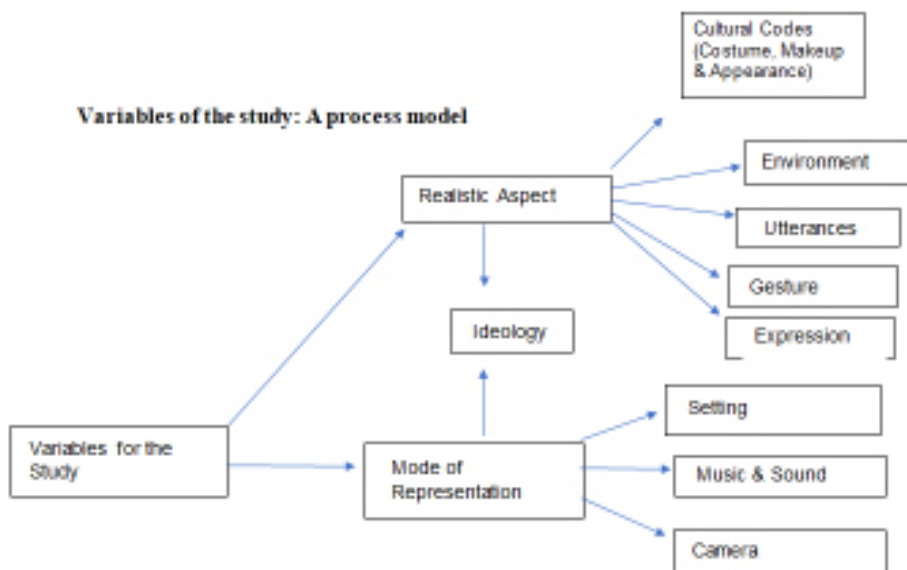 Cultural Codes
(Costume, Makeup
& Appearance)
Variables of the study: A process model
Environment
Realistic Aspect
Utterances
Gesture
Ideology
Expression
Setting
Variables for the
Study
Mode of
Representation
Music & Sound
Camera